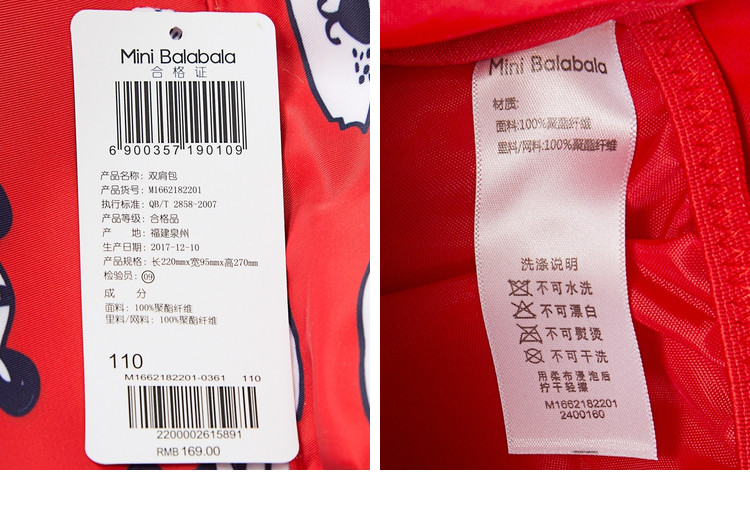 Mini Balabala
合格证
6 900357 190109
产品名称: 双肩包
产品货号: M1662182201
执行标准: QB/T 2858-2007
产品等级: 合格品
产 地: 福建泉州
生产日期: 2017-12-10
产品规格: 长220mmx宽95mmx高270mm
检验员: 09
成 分
面料: 100%聚酯纤维
里料/网料: 100%聚酯纤维
110
M1662182201-0361 110
2200002615891
RMB 169.00
Mini Balabala
材质:
面料:100%聚酯纤维
里料/网料:100%聚酯纤维
洗涤说明
不可水洗
不可漂白
不可熨烫
不可干洗
用柔布浸泡后
拧干轻擦
M1662182201
2400160